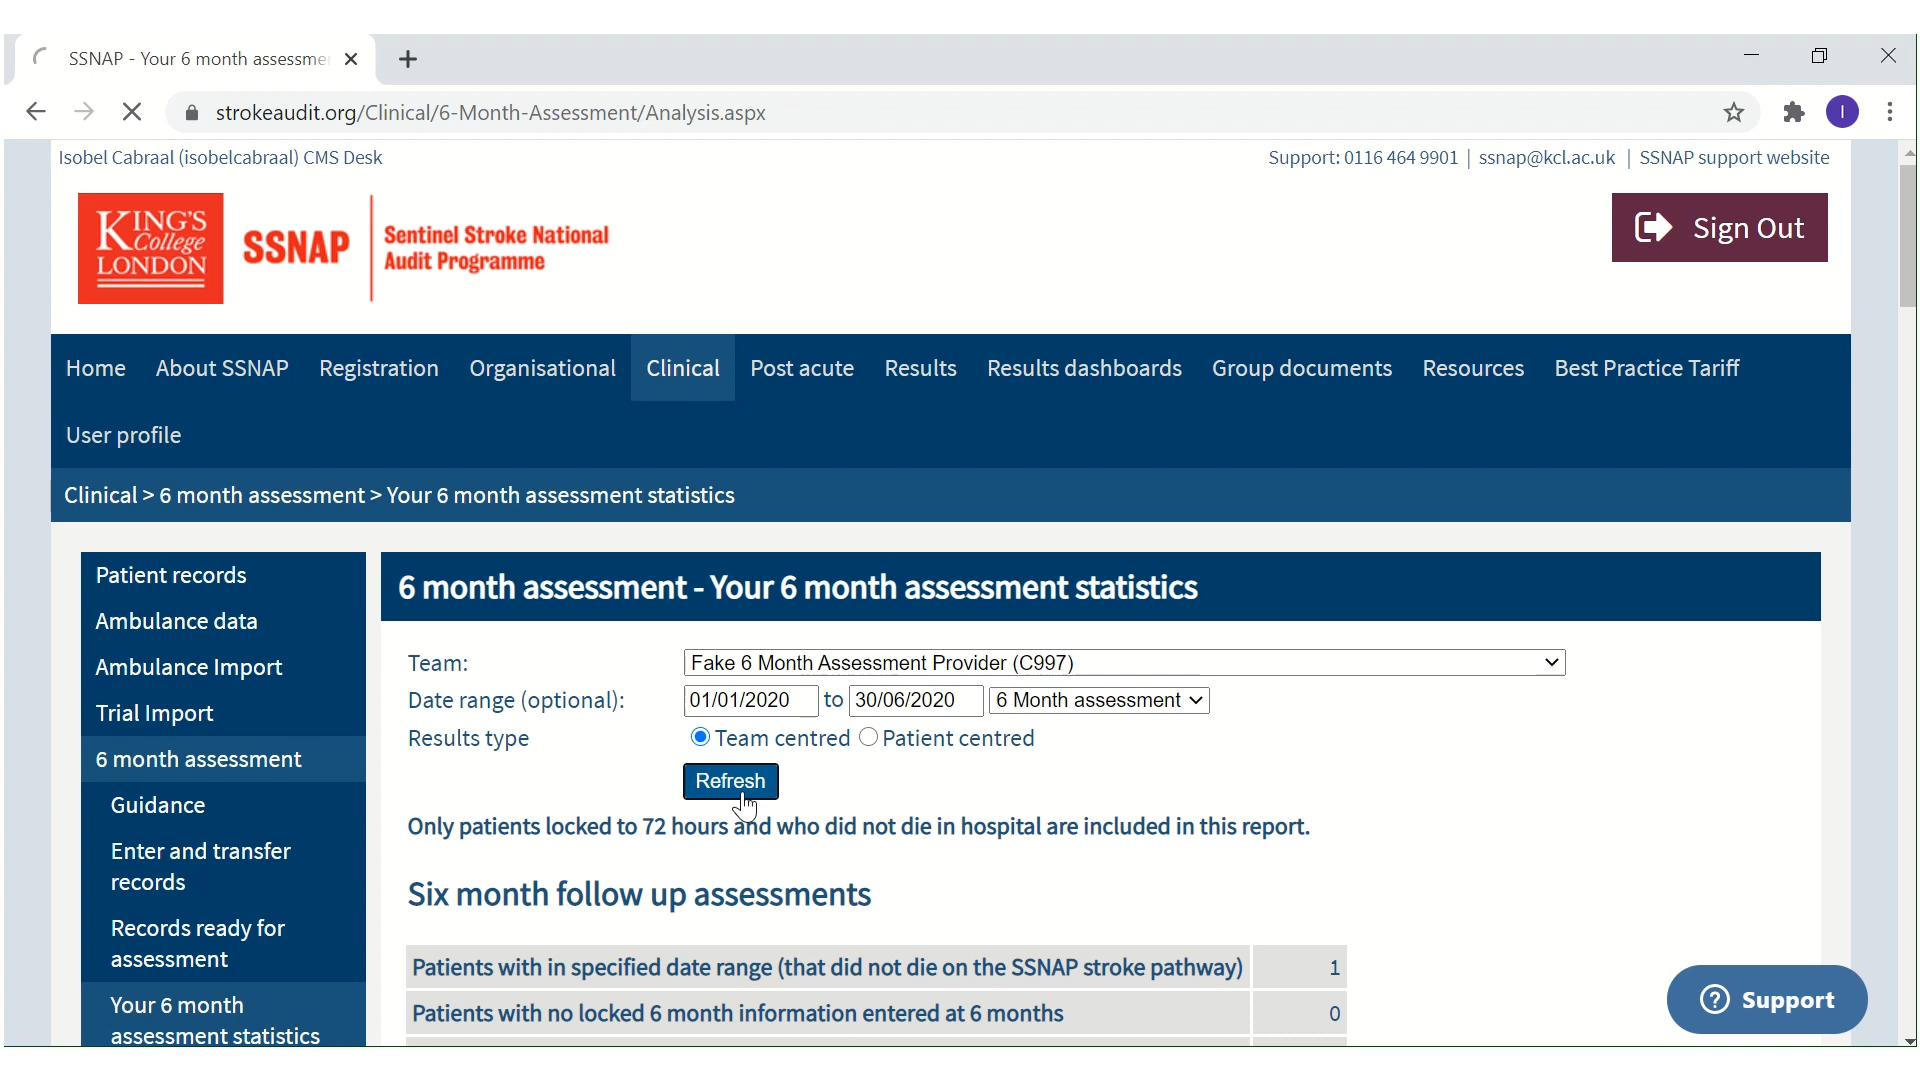 SSNAP - Your 6 month assessme
strokeaudit.org/Clinical/6-Month-Assessment/Analysis.aspx
I
Isobel Cabraal (isobelcabraal) CMS Desk
Support: 0116 464 9901 | ssnap@kcl.ac.uk | SSNAP support website
KING'S
College
LONDON
SSNAP
Sentinel Stroke National
Audit Programme
Sign Out
Home About SSNAP Registration Organisational Clinical Post acute Results Results dashboards Group documents Resources Best Practice Tariff
User profile
Clinical > 6 month assessment > Your 6 month assessment statistics
Patient records
Ambulance data
Ambulance Import
Trial Import
6 month assessment
Guidance
Enter and transfer
records
Records ready for
assessment
Your 6 month
assessment statistics
6 month assessment - Your 6 month assessment statistics
Team: Fake 6 Month Assessment Provider (C997)
Date range (optional): 01/01/2020 to 30/06/2020 6 Month assessment
Results type Team centred Patient centred
Refresh
Only patients locked to 72 hours and who did not die in hospital are included in this report.
Six month follow up assessments
Patients with in specified date range (that did not die on the SSNAP stroke pathway) 1
Patients with no locked 6 month information entered at 6 months 0
Support